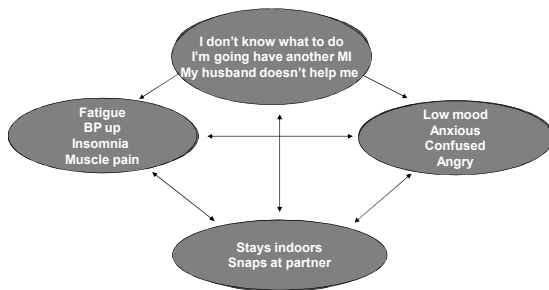 I don't know what to do
I'm going have another MI
My husband doesn't help me
Fatigue
BP up
Insomnia
Muscle pain
Low mood
Anxious
Confused
Angry
Stays indoors
Snaps at partner